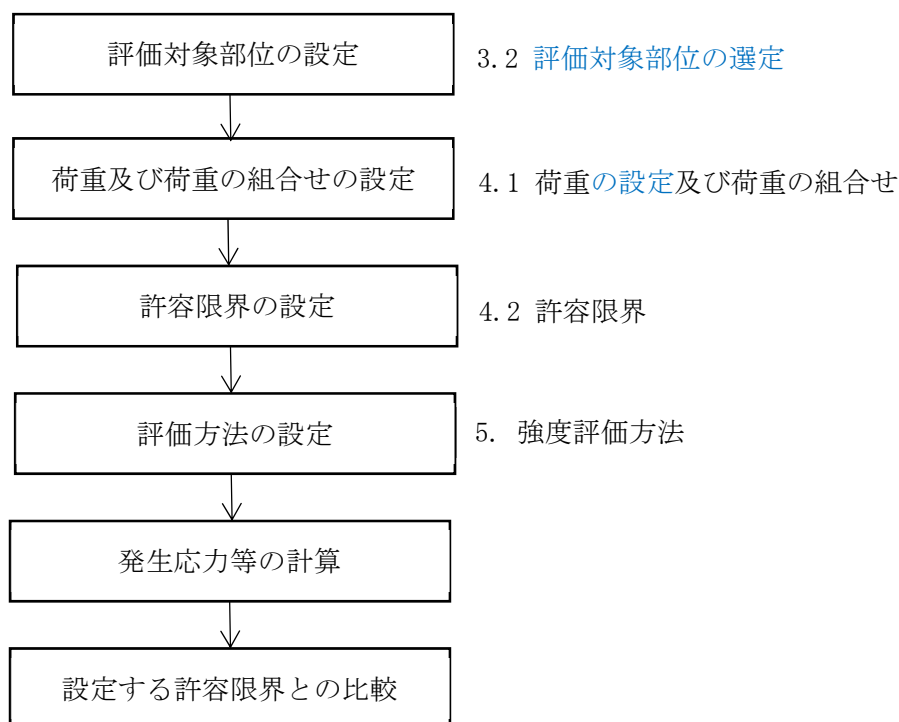 評価対象部位の設定
3.2 評価対象部位の選定
荷重及び荷重の組合せの設定
4.1 荷重の設定及び荷重の組合せ
許容限界の設定
4.2 許容限界
評価方法の設定
5. 強度評価方法
発生応力等の計算
設定する許容限界との比較